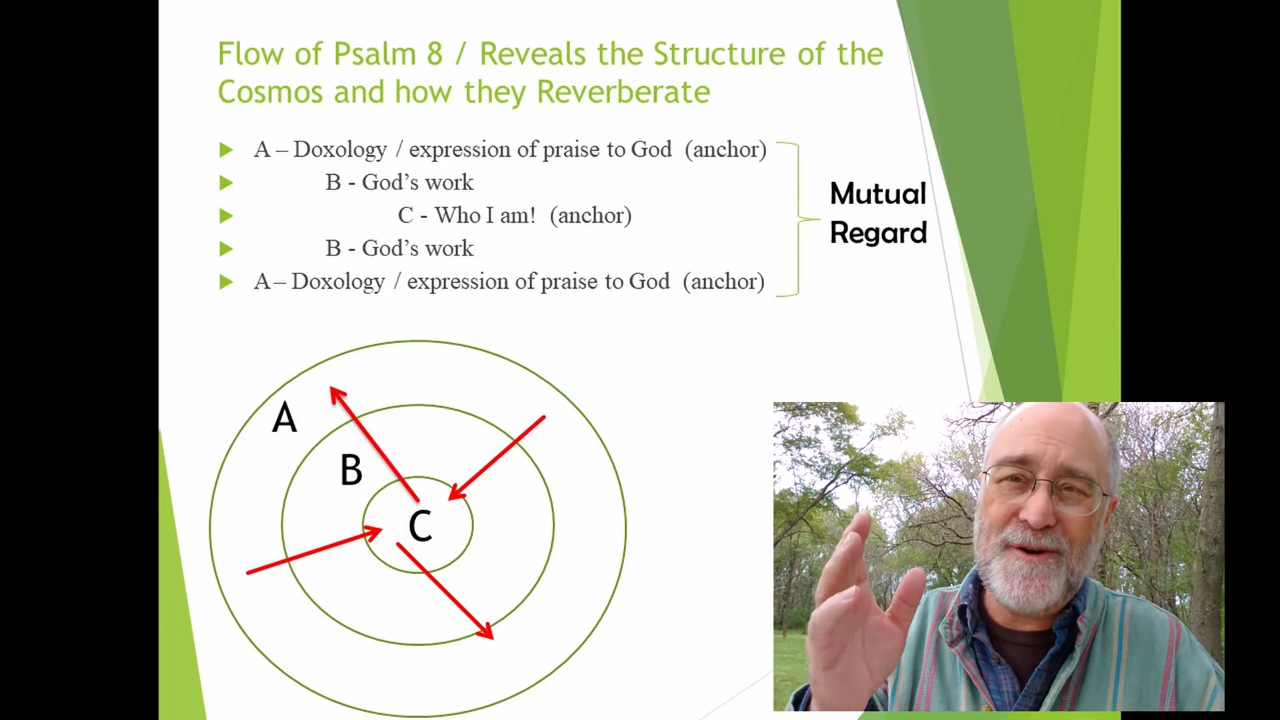 Flow of Psalm 8 / Reveals the Structure of the
Cosmos and how they Reverberate
A – Doxology / expression of praise to God (anchor)
B - God’s work
C - Who I am! (anchor)
B - God’s work
A – Doxology / expression of praise to God (anchor)
Mutual
Regard
A
B
C